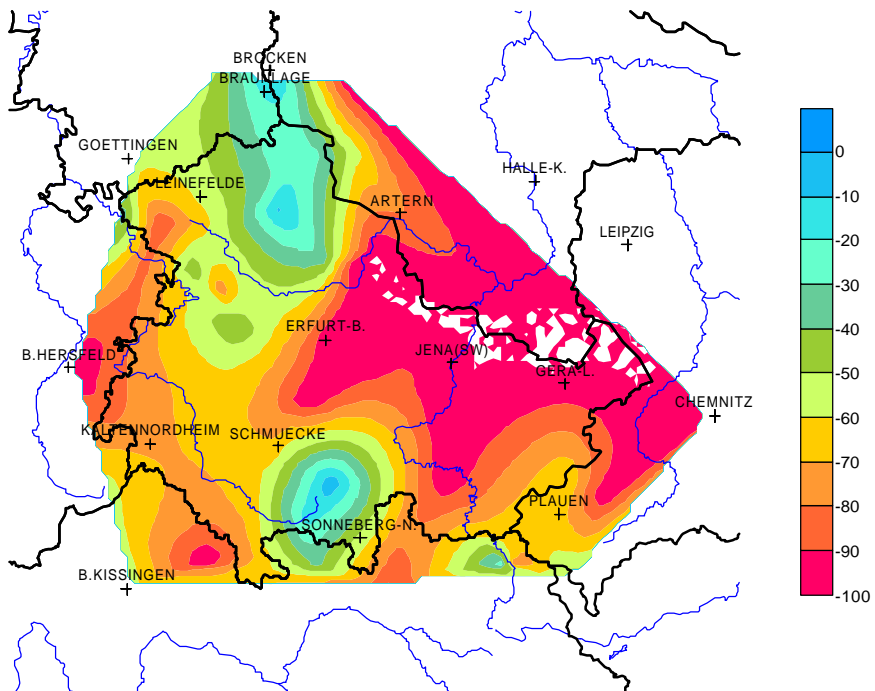 BROCKEN
BRAUNLAGE
GOETTINGEN
HALLE-K.
LEINEFELDE
ARTERN
LEIPZIG
ERFURT-B.
JENA(SW)
B.HERSFELD
GERA-L.
CHEMNITZ
KALTENNORDHEIM
SCHMUECKE
PLAUEN
SONNEBERG-N.
B.KISSINGEN
0
-10
-20
-30
-40
-50
-60
-70
-80
-90
-100